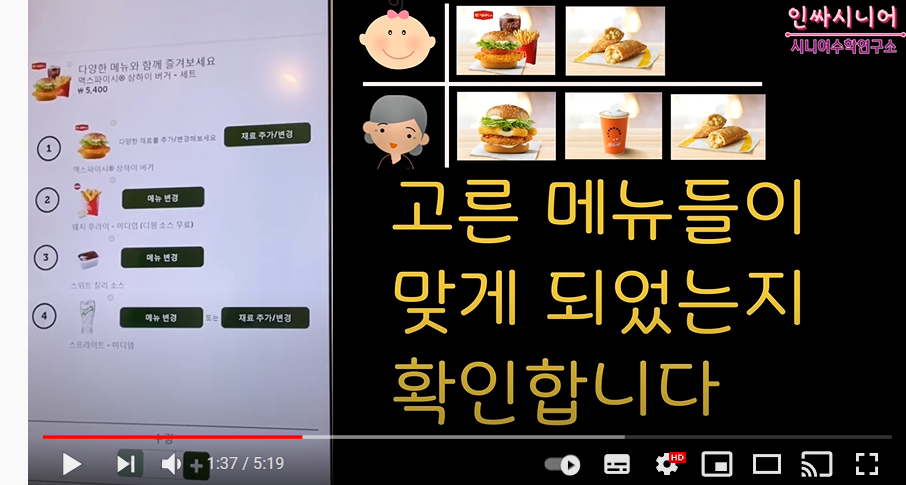 인싸시니어
시니어수학연구소
다양한 메뉴와 함께 즐겨보세요
맥스파이시® 상하이 버거 - 세트
₩ 5,400
1
다양한 재료를 추가/변경해보세요
재료 추가/변경
맥스파이시® 상하이 버거
2
메뉴 변경
웨지 후라이 - 미디엄 (디핑 소스 무료)
3
메뉴 변경
스위트 칠리 소스
4
메뉴 변경
또는
재료 추가/변경
스프라이트 - 미디엄
고른 메뉴들이
맞게 되었는지
확인합니다
수량
1:37 / 5:19
HD